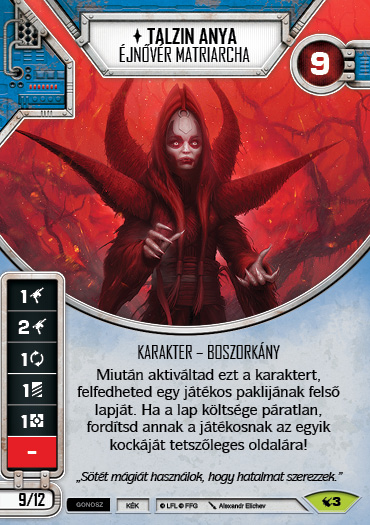 TALZIN ANYA
ÉJNŐVÉR MATRIARCHA
9
1
2
1
1
1
–
KARAKTER – BOSZORKÁNY
Miután aktiváltad ezt a karaktert,
felfedheted egy játékos paklijának felső
lapját. Ha a lap költsége páratlan,
fordítsd annak a játékosnak az egyik
kockáját tetszőleges oldalára!
„Sötét mágiát használok, hogy hatalmat szerezzek.”
9/12
GONOSZ
KÉK
© LFL © FFG
Alexandr Elichev
3